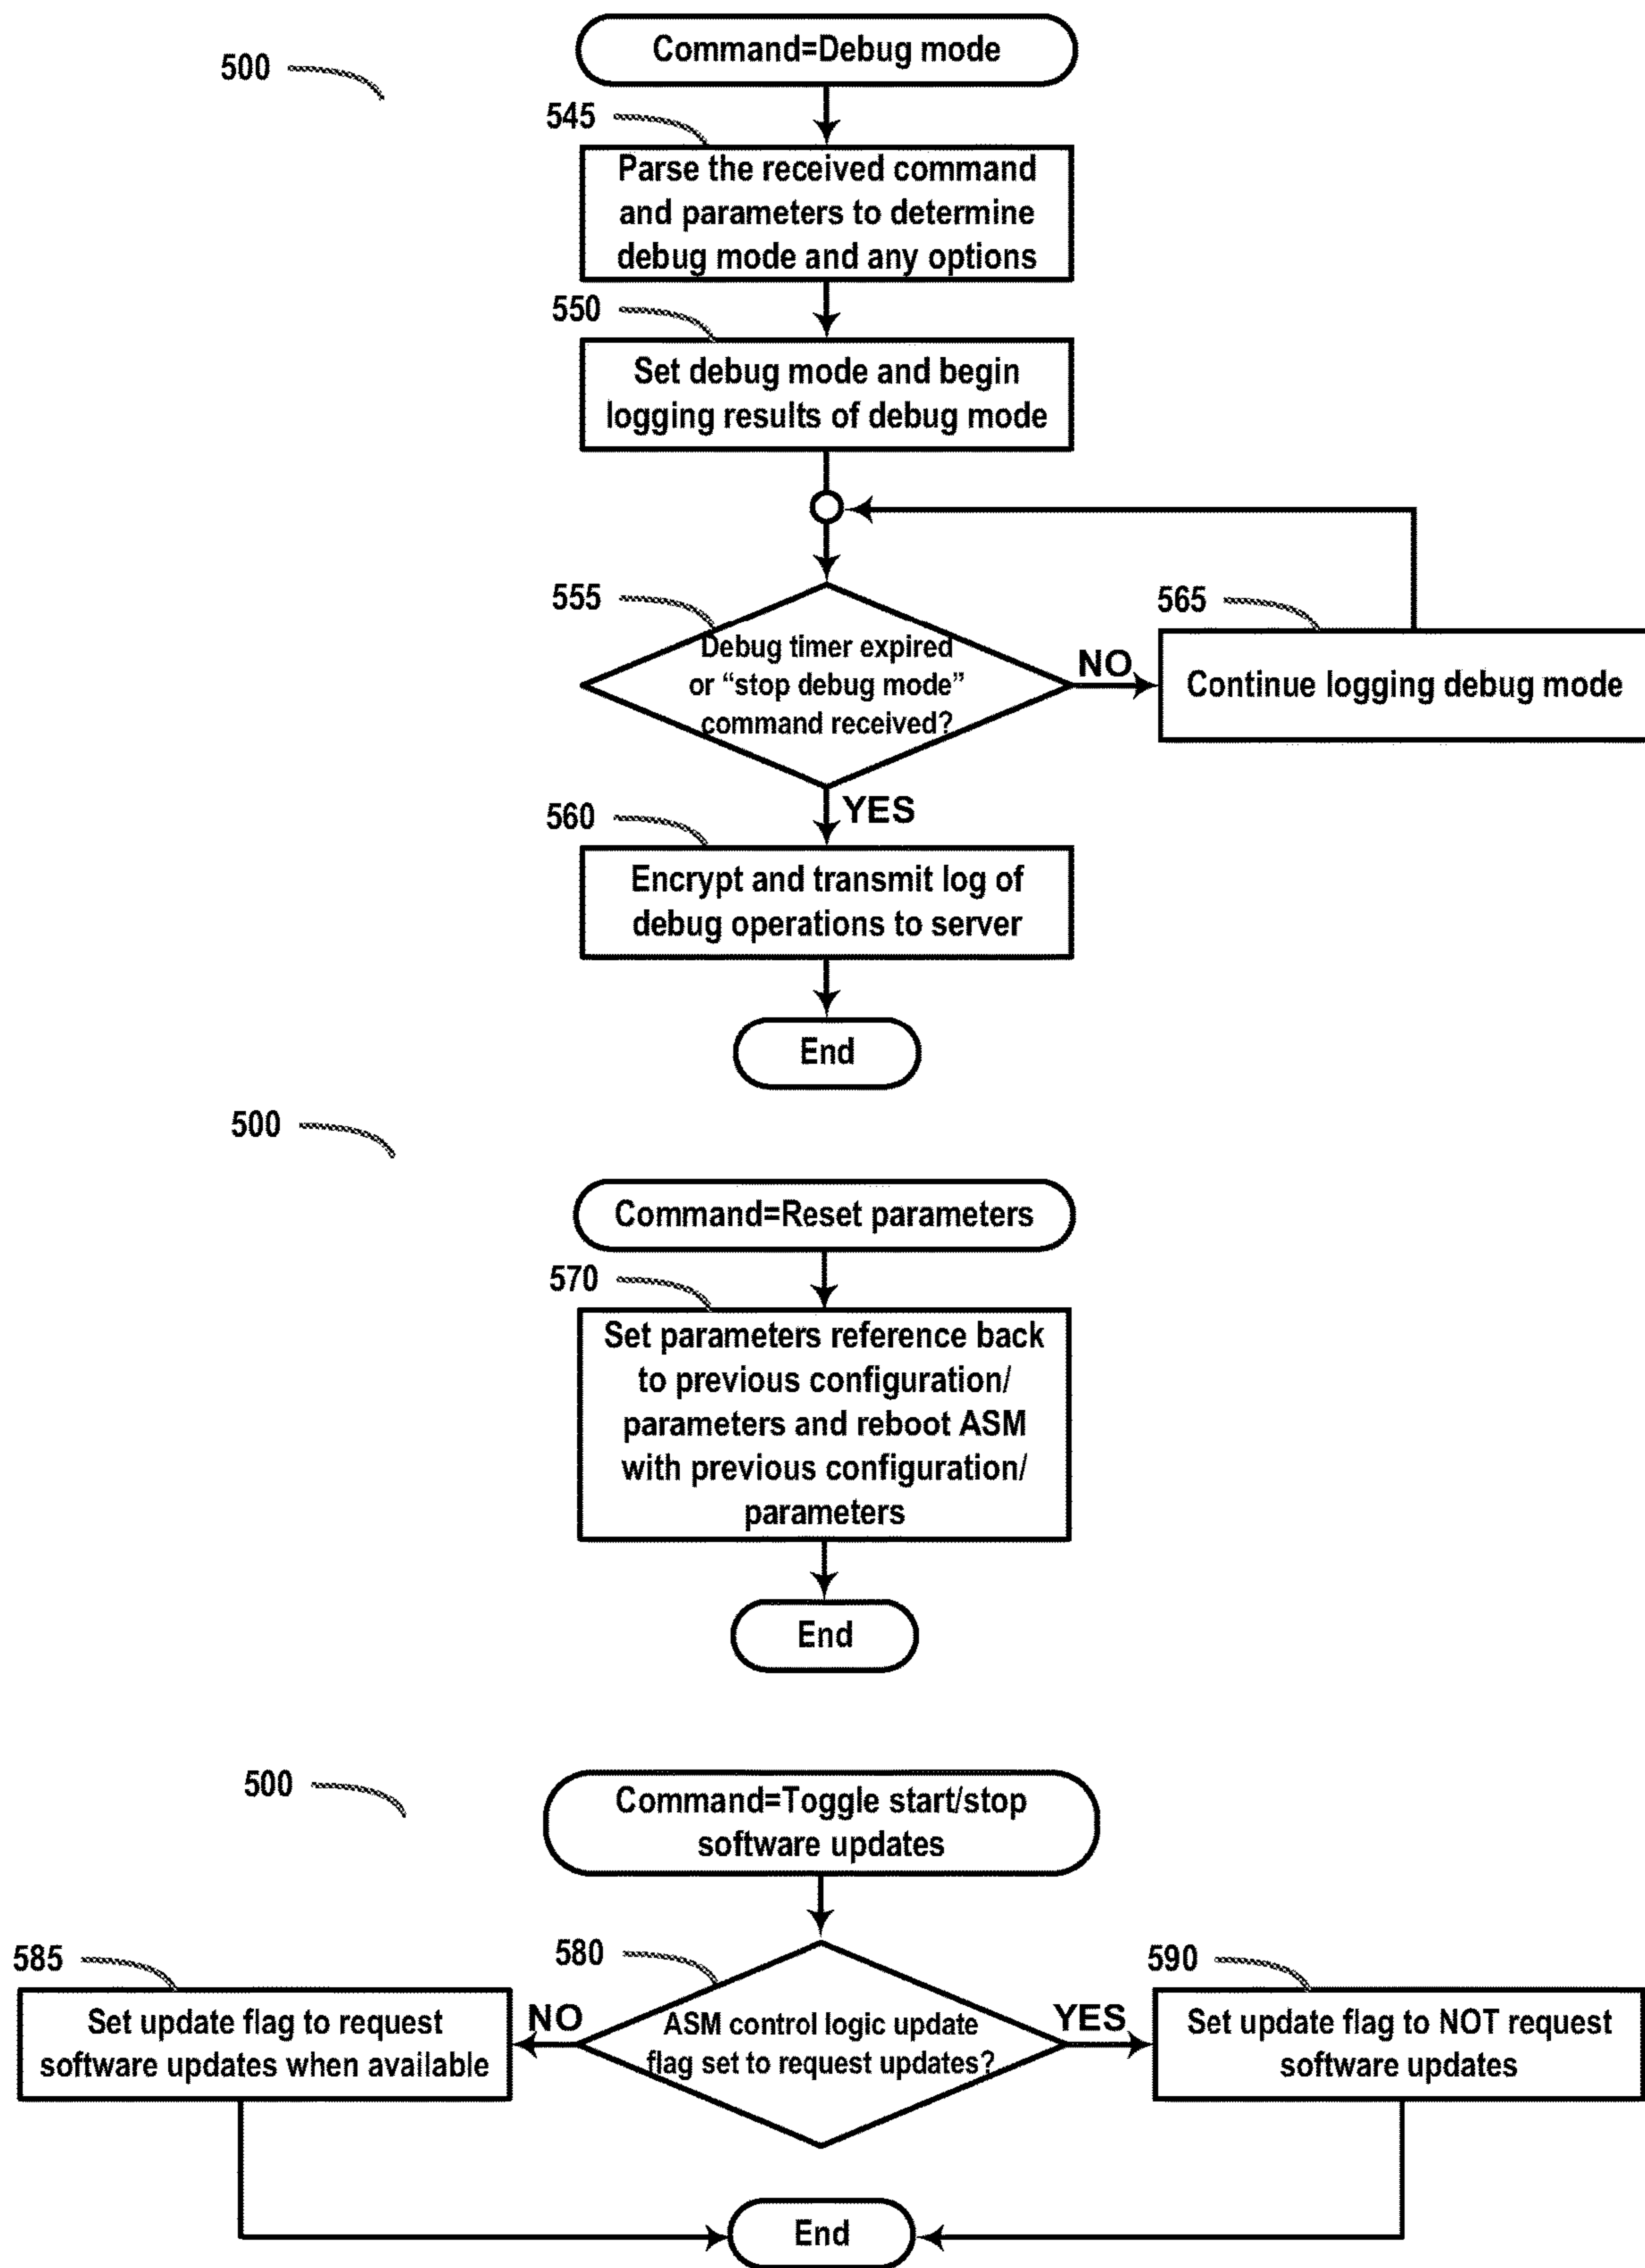 500
Command=Debug mode
545
Parse the received command
and parameters to determine
debug mode and any options
550
Set debug mode and begin
logging results of debug mode
555
Debug timer expired
or “stop debug mode”
command received?
NO
565
Continue logging debug mode
YES
560
Encrypt and transmit log of
debug operations to server
End
500
Command=Reset parameters
570
Set parameters reference back
to previous configuration/
parameters and reboot ASM
with previous configuration/
parameters
End
500
Command=Toggle start/stop
software updates
585
Set update flag to request
software updates when available
NO
580
ASM control logic update
flag set to request updates?
YES
590
Set update flag to NOT request
software updates
End